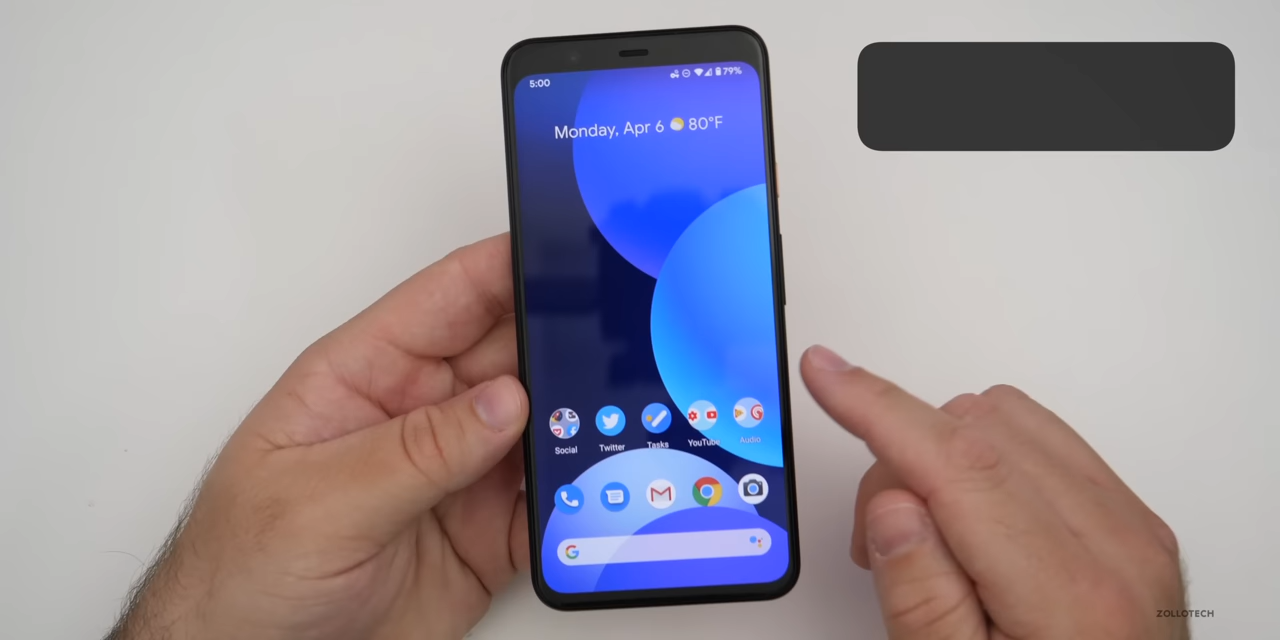 5:00
79%
Monday, Apr 6 80°F
Social Twitter Tasks YouTube Audio
ZOLLOTECH